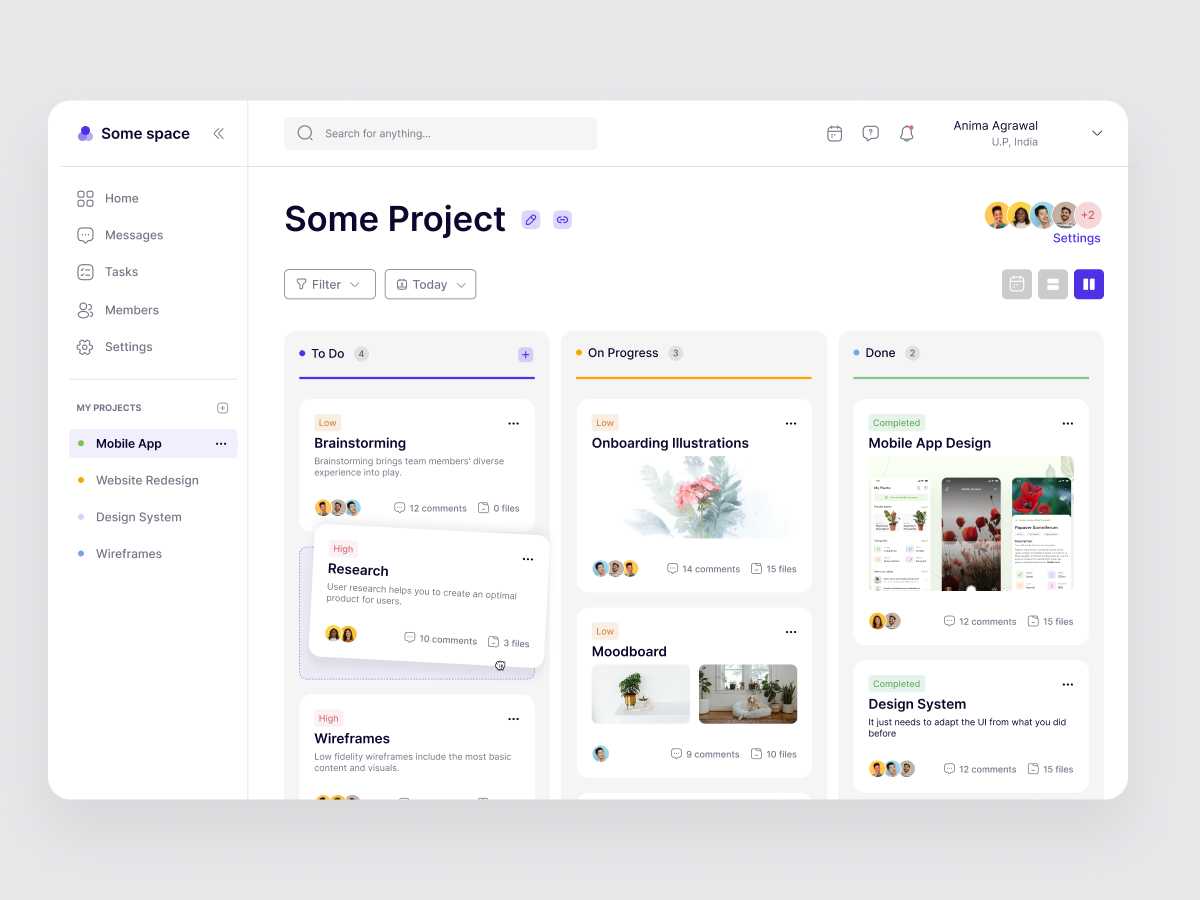 Some space
Search for anything...
Anima Agrawal
U.P, India
Home
Messages
Tasks
Members
Settings
MY PROJECTS
Mobile App
Website Redesign
Design System
Wireframes
Some Project
+2
Settings
Filter
Today
To Do 4
Low
Brainstorming
Brainstorming brings team members' diverse
experience into play.
12 comments 0 files
High
Research
User research helps you to create an optimal
product for users.
10 comments 3 files
High
Wireframes
Low fidelity wireframes include the most basic
content and visuals.
On Progress 3
Low
Onboarding Illustrations
14 comments 15 files
Low
Moodboard
9 comments 10 files
Done 2
Completed
Mobile App Design
My Plants
Papaver Somniferum
12 comments 15 files
Completed
Design System
It just needs to adapt the UI from what you did
before
12 comments 15 files